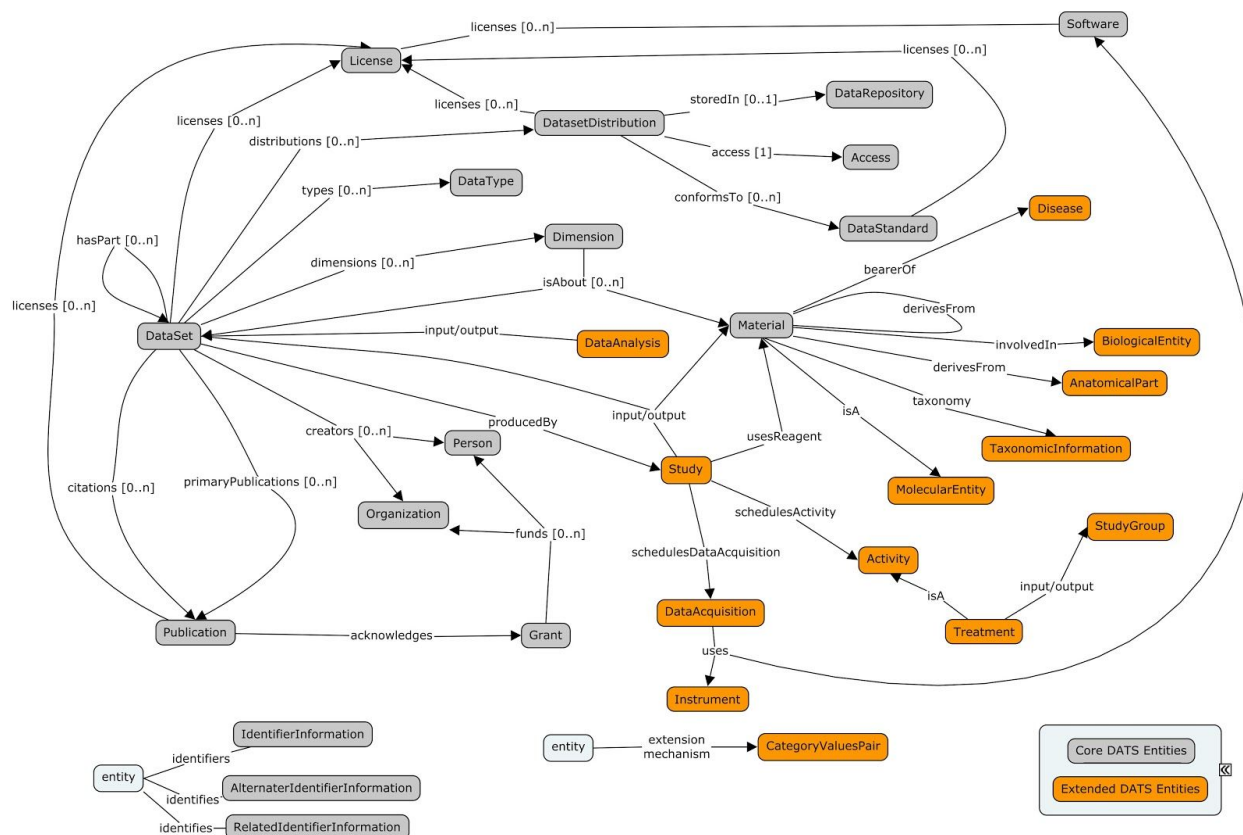 licenses [0..n]
Software
License
licenses [0..n]
licenses [0..n]
storedIn [0..1]
DataRepository
licenses [0..n]
DatasetDistribution
distributions [0..n]
access [1]
Access
types [0..n]
DataType
conformsTo [0..n]
Disease
DataStandard
hasPart [0..n]
Dimension
dimensions [0..n]
bearerOf
isAbout [0..n]
licenses [0..n]
derivesFrom
DataSet
input/output
Material
DataAnalysis
involvedIn
BiologicalEntity
derivesFrom
AnatomicalPart
taxonomy
isA
input/output
producedBy
creators [0..n]
Person
usesReagent
TaxonomicInformation
Study
citations [0..n]
primaryPublications [0..n]
MolecularEntity
Organization
schedulesActivity
StudyGroup
funds [0..n]
schedulesDataAcquisition
Activity
input/output
isA
DataAcquisition
Publication
acknowledges
Grant
Treatment
uses
Instrument
IdentifierInformation
identifiers
entity
identifies
AlternaterIdentifierInformation
identifies
RelatedIdentifierInformation
entity
extension
mechanism
CategoryValuesPair
Core DATS Entities
Extended DATS Entities